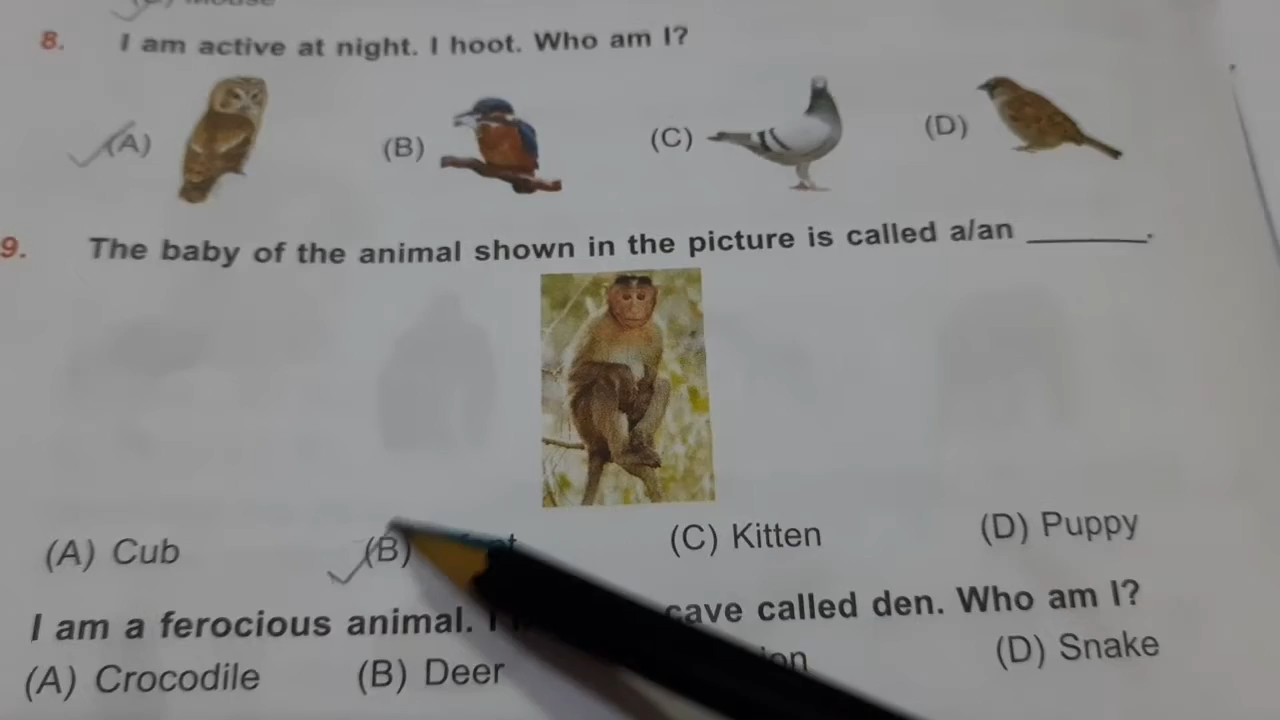 8. I am active at night. I hoot. Who am I?
(A) (B) (C) (D)
9. The baby of the animal shown in the picture is called a/an ______.
(A) Cub (B) (C) Kitten (D) Puppy
I am a ferocious animal. I cave called den. Who am I?
(A) Crocodile (B) Deer (D) Snake